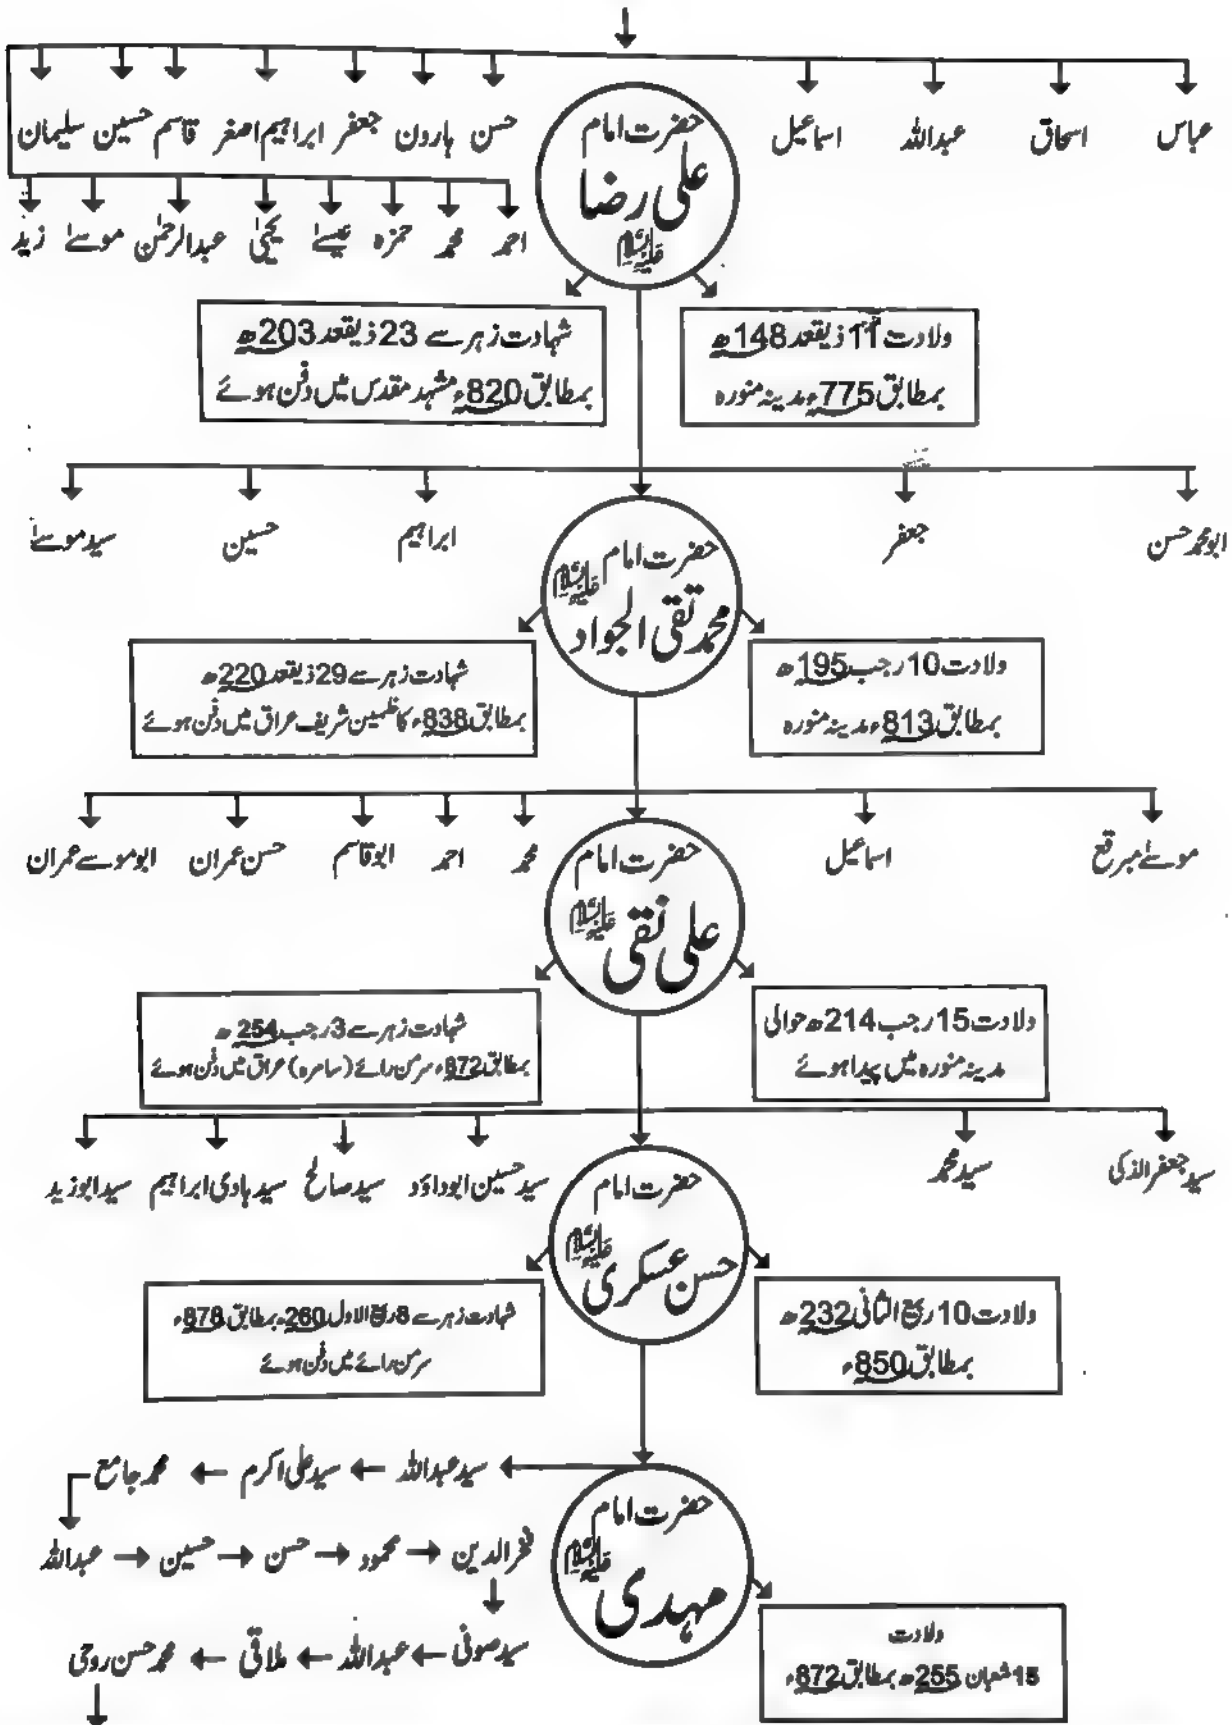 عباس اسحاق عبداللہ اسماعیل
حضرت امام
علی رضا
علیہ السلام
حسن ہارون جعفر ابراہیم اصغر قاسم حسین سلیمان
احمد محمد حمزہ عیسےٰ یحییٰ عبدالرحمٰن موسےٰ زید
ولادت 11 ذیقعد 148ھ
بمطابق 775ء مدینہ منورہ
شہادت زہر سے 23 ذیقعد 203ھ
بمطابق 820ء مشہد مقدس میں دفن ہوئے
ابو محمد حسن جعفر
حضرت امام
علیہ السلام
محمد تقی الجواد
ابراہیم حسین سید موسےٰ
ولادت 10 رجب 195ھ
بمطابق 813ء مدینہ منورہ
شہادت زہر سے 29 ذیقعد 220ھ
بمطابق 838ء کاظمین شریف عراق میں دفن ہوئے
موسےٰ مبرقع اسماعیل
حضرت امام
علی نقی علیہ السلام
محمد احمد ابو قاسم حسن عمران ابو موسےٰ عمران
ولادت 15 رجب 214ھ حوالی
مدینہ منورہ میں پیدا ہوئے
شہادت زہر سے 3 رجب 254ھ
بمطابق 872ء سرمن رائے (سامرہ) عراق میں دفن ہوئے
سید جعفر الذکی سید محمد
حضرت امام
علیہ السلام
حسن عسکری
سید حسین ابوداؤد سید صالح سید ہادی ابراہیم سید ابوزید
ولادت 10 ربیع الثانی 232ھ
بمطابق 850ء
شہادت زہر سے 8 ربیع الاول 260ھ بمطابق 878ء
سرمن رائے میں دفن ہوئے
حضرت امام
علیہ السلام
مہدی
سید عبداللہ ← سید علی اکرم ← محمد جامع
فخرالدین ← محمود ← حسن ← حسین ← عبداللہ
سید صوفی ← عبداللہ ← ملاقی ← محمد حسن روحی
ولادت
15 شعبان 255ھ بمطابق 872ء